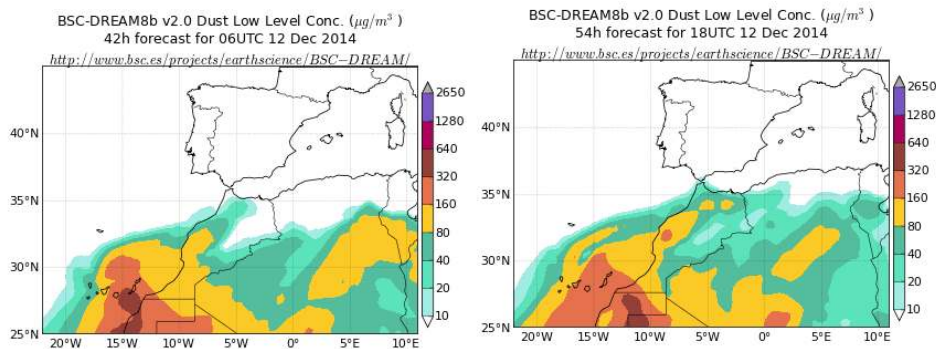 BSC-DREAM8b v2.0 Dust Low Level Conc. (μg/m³ )
42h forecast for 06UTC 12 Dec 2014
http://www.bsc.es/projects/earthscience/BSC−DREAM/
2650
1280
640
320
160
80
40
20
10
40°N
35°N
30°N
25°N
20°W 15°W 10°W 5°W 0° 5°E 10°E
BSC-DREAM8b v2.0 Dust Low Level Conc. (μg/m³ )
54h forecast for 18UTC 12 Dec 2014
http://www.bsc.es/projects/earthscience/BSC−DREAM/
2650
1280
640
320
160
80
40
20
10
40°N
35°N
30°N
25°N
20°W 15°W 10°W 5°W 0° 5°E 10°E